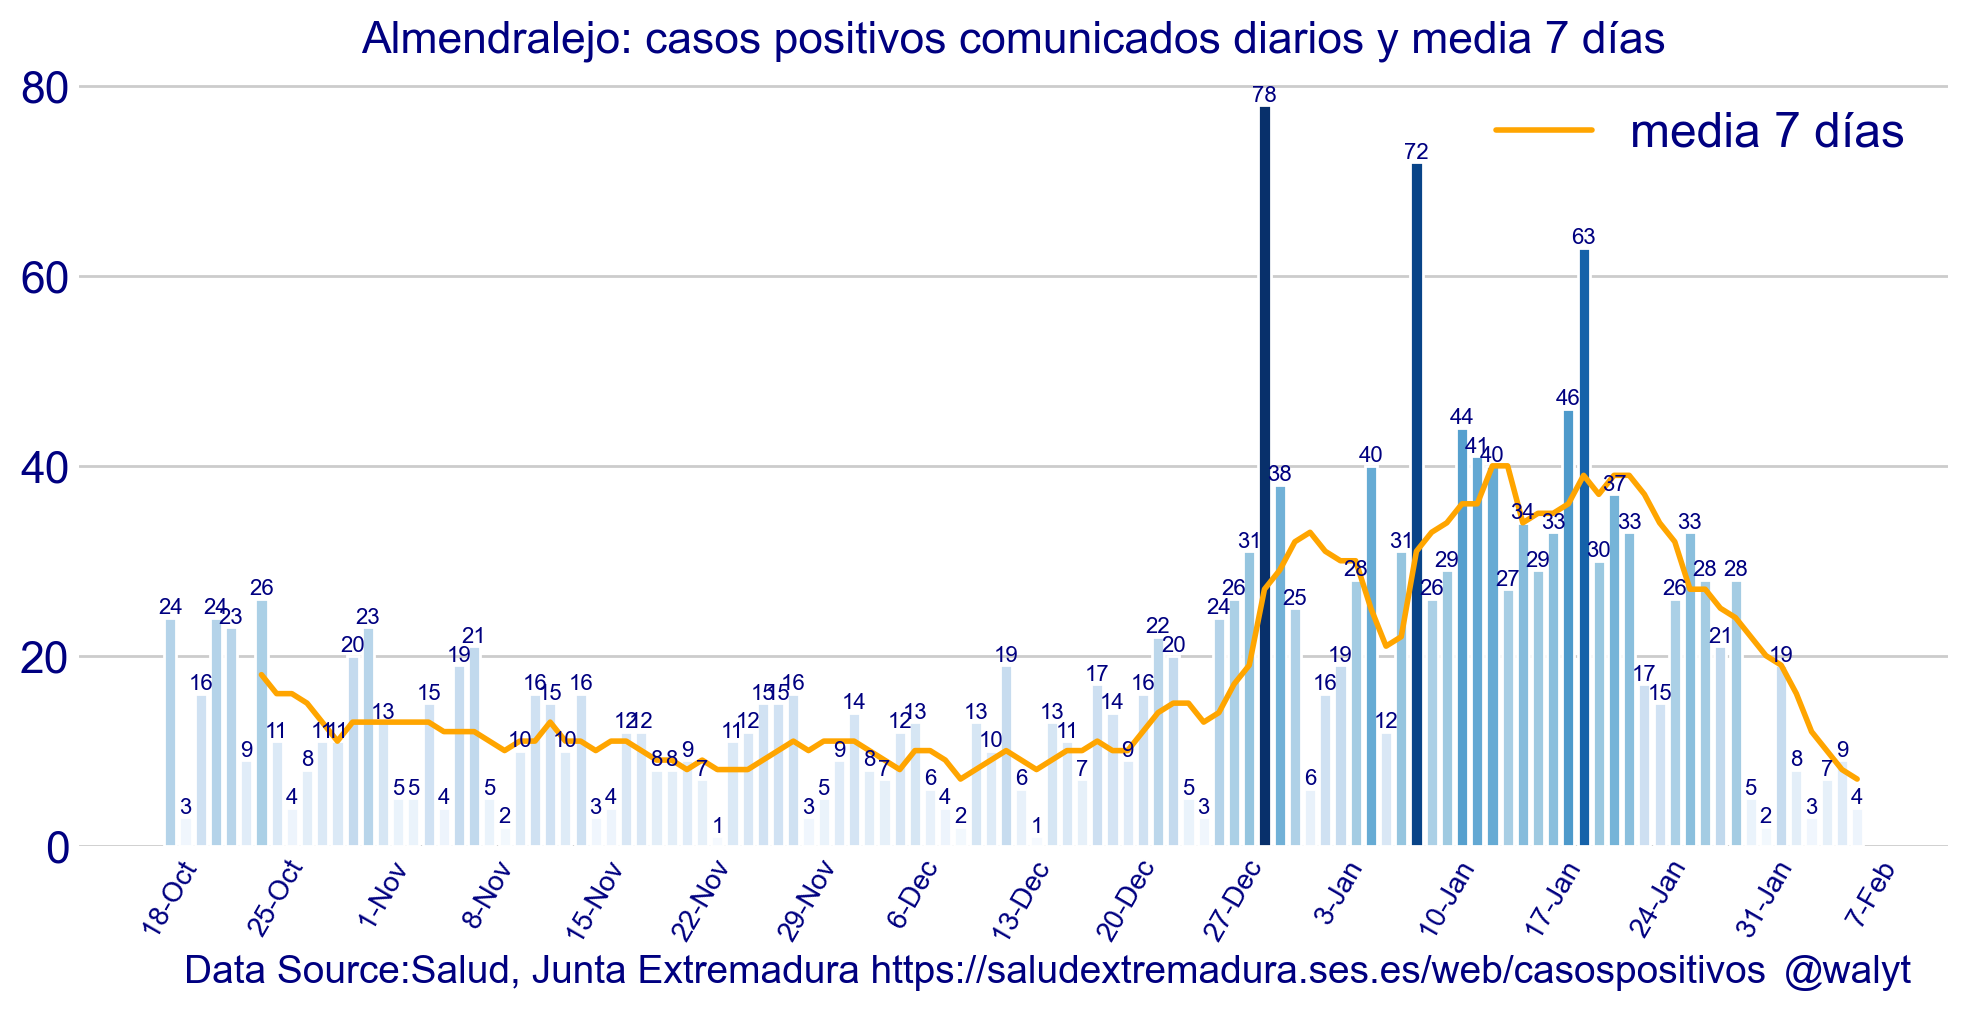 Almendralejo: casos positivos comunicados diarios y media 7 días
media 7 días
80
60
40
20
0
24 3 16 24 23 9 26 11 4 8 11 11 20 23 13 5 5 15 4 19 21 5 2 10 16 15 10 16 3 4 12 12 8 8 9 7 1 11 12 15 15 16 3 5 9 14 8 7 12 13 6 4 2 13 10 19 6 1 13 11 7 17 14 9 16 22 20 5 3 24 26 31 78 38 25 6 16 19 28 40 12 31 72 26 29 44 41 40 27 34 29 33 46 63 30 37 33 17 15 26 33 28 21 28 5 2 19 8 3 7 9 4
18-Oct 25-Oct 1-Nov 8-Nov 15-Nov 22-Nov 29-Nov 6-Dec 13-Dec 20-Dec 27-Dec 3-Jan 10-Jan 17-Jan 24-Jan 31-Jan 7-Feb
Data Source:Salud, Junta Extremadura https://saludextremadura.ses.es/web/casospositivos @walyt